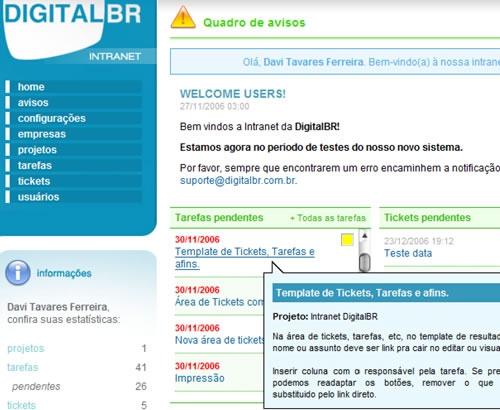 DIGITALBR
INTRANET
home
avisos
configurações
empresas
projetos
tarefas
tickets
usuários
informações
Davi Tavares Ferreira,
confira suas estatísticas:
projetos 1
tarefas 41
pendentes 26
tickets 5
Quadro de avisos
Olá, Davi Tavares Ferreira. Bem-vindo(a) à nossa intrane
WELCOME USERS!
27/11/2006 03:00
Bem vindos a Intranet da DigitalBR!
Estamos agora no periodo de testes do nosso novo sistema.
Por favor, sempre que encontrarem um erro encaminhem a notificação
suporte@digitalbr.com.br.
Tarefas pendentes + Todas as tarefas
30/11/2006
Template de Tickets, Tarefas e
afins.
30/11/2006
Área de Tickets com
30/11/2006
Nova área de tickets
30/11/2006
Impressão
Tickets pendentes
23/12/2006 19:12
Teste data
Template de Tickets, Tarefas e afins.
Projeto: Intranet DigitalBR
Na área de tickets, tarefas, etc, no template de resultad
nome ou assunto deve ser link pra cair no editar ou visua
Inserir coluna com o responsável pela tarefa. Se pre
podemos readaptar os botões, remover o que
substituido pelo link direto.